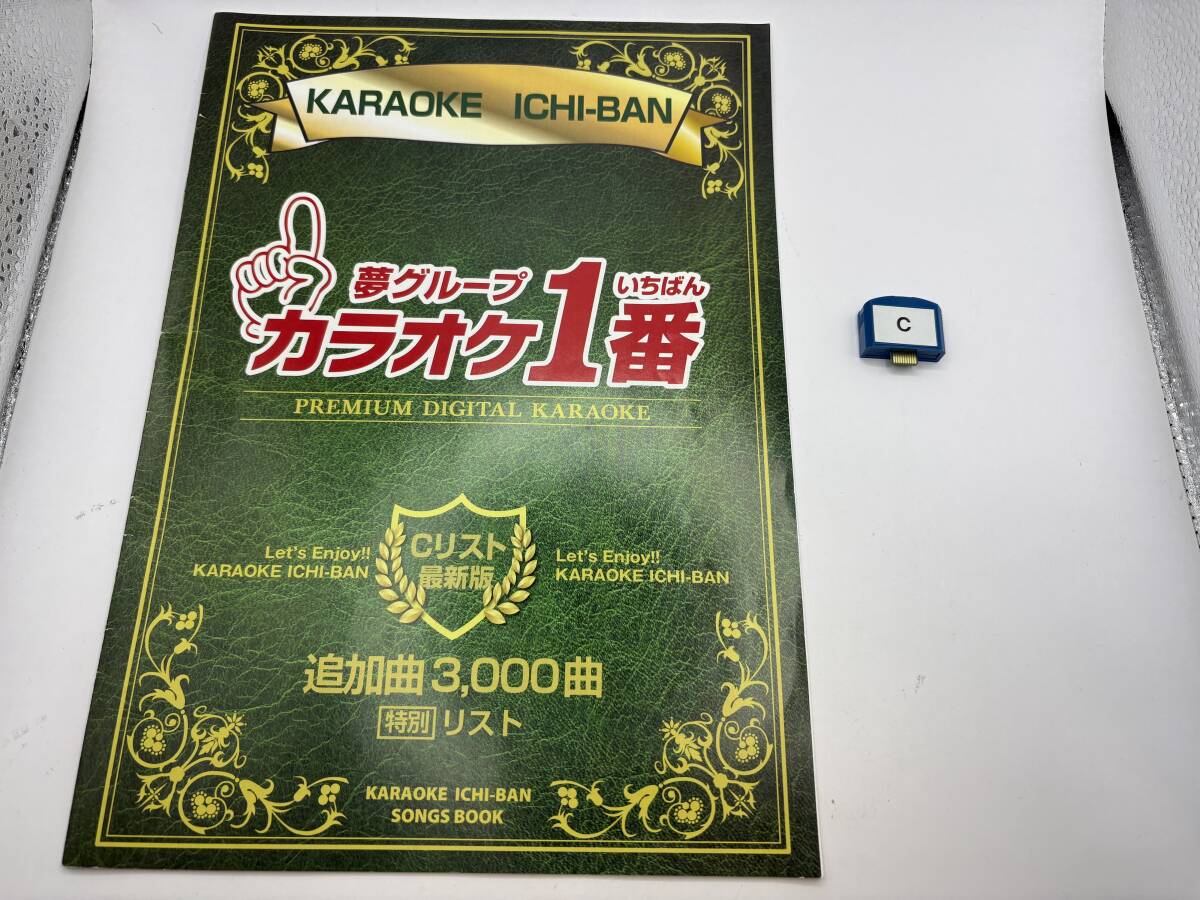 KARAOKE ICHI-BAN
夢グループ
いちばん
カラオケ1番
PREMIUM DIGITAL KARAOKE
Let's Enjoy!!
KARAOKE ICHI-BAN
Cリスト
最新版
Let's Enjoy!!
KARAOKE ICHI-BAN
追加曲 3,000曲
特別 リスト
KARAOKE ICHI-BAN
SONGS BOOK
C